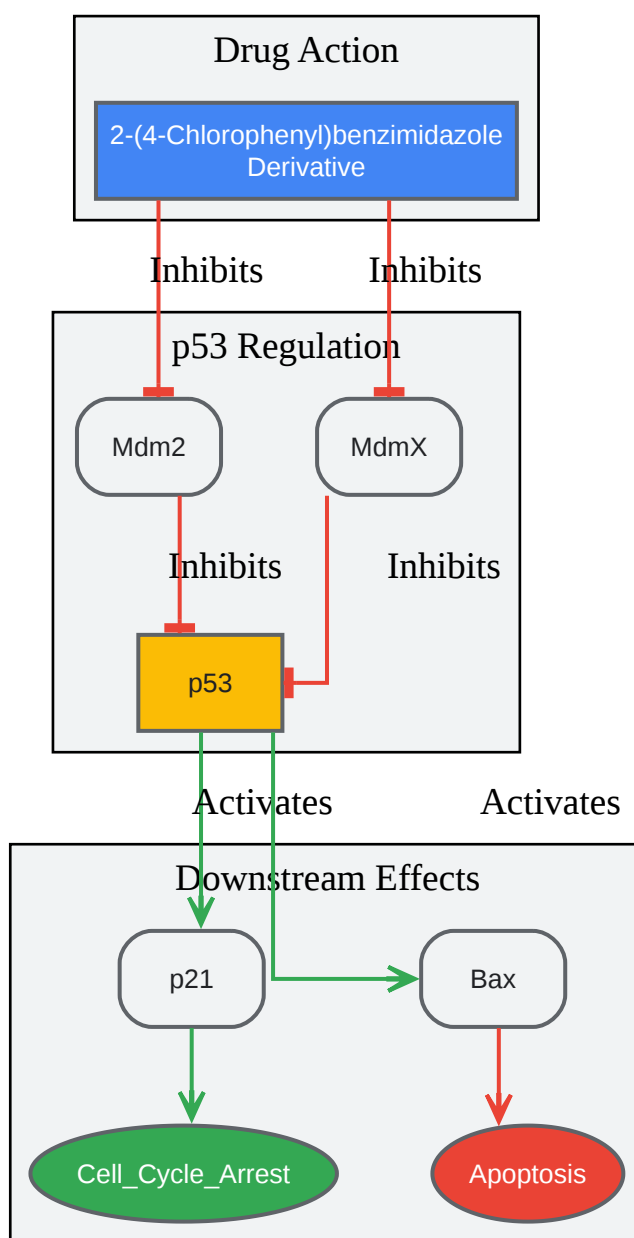 Drug Action
2-(4-Chlorophenyl)benzimidazole
Derivative
Inhibits
Inhibits
p53 Regulation
Mdm2
MdmX
Inhibits
Inhibits
p53
Activates
Activates
Downstream Effects
p21
Bax
Cell_Cycle_Arrest
Apoptosis